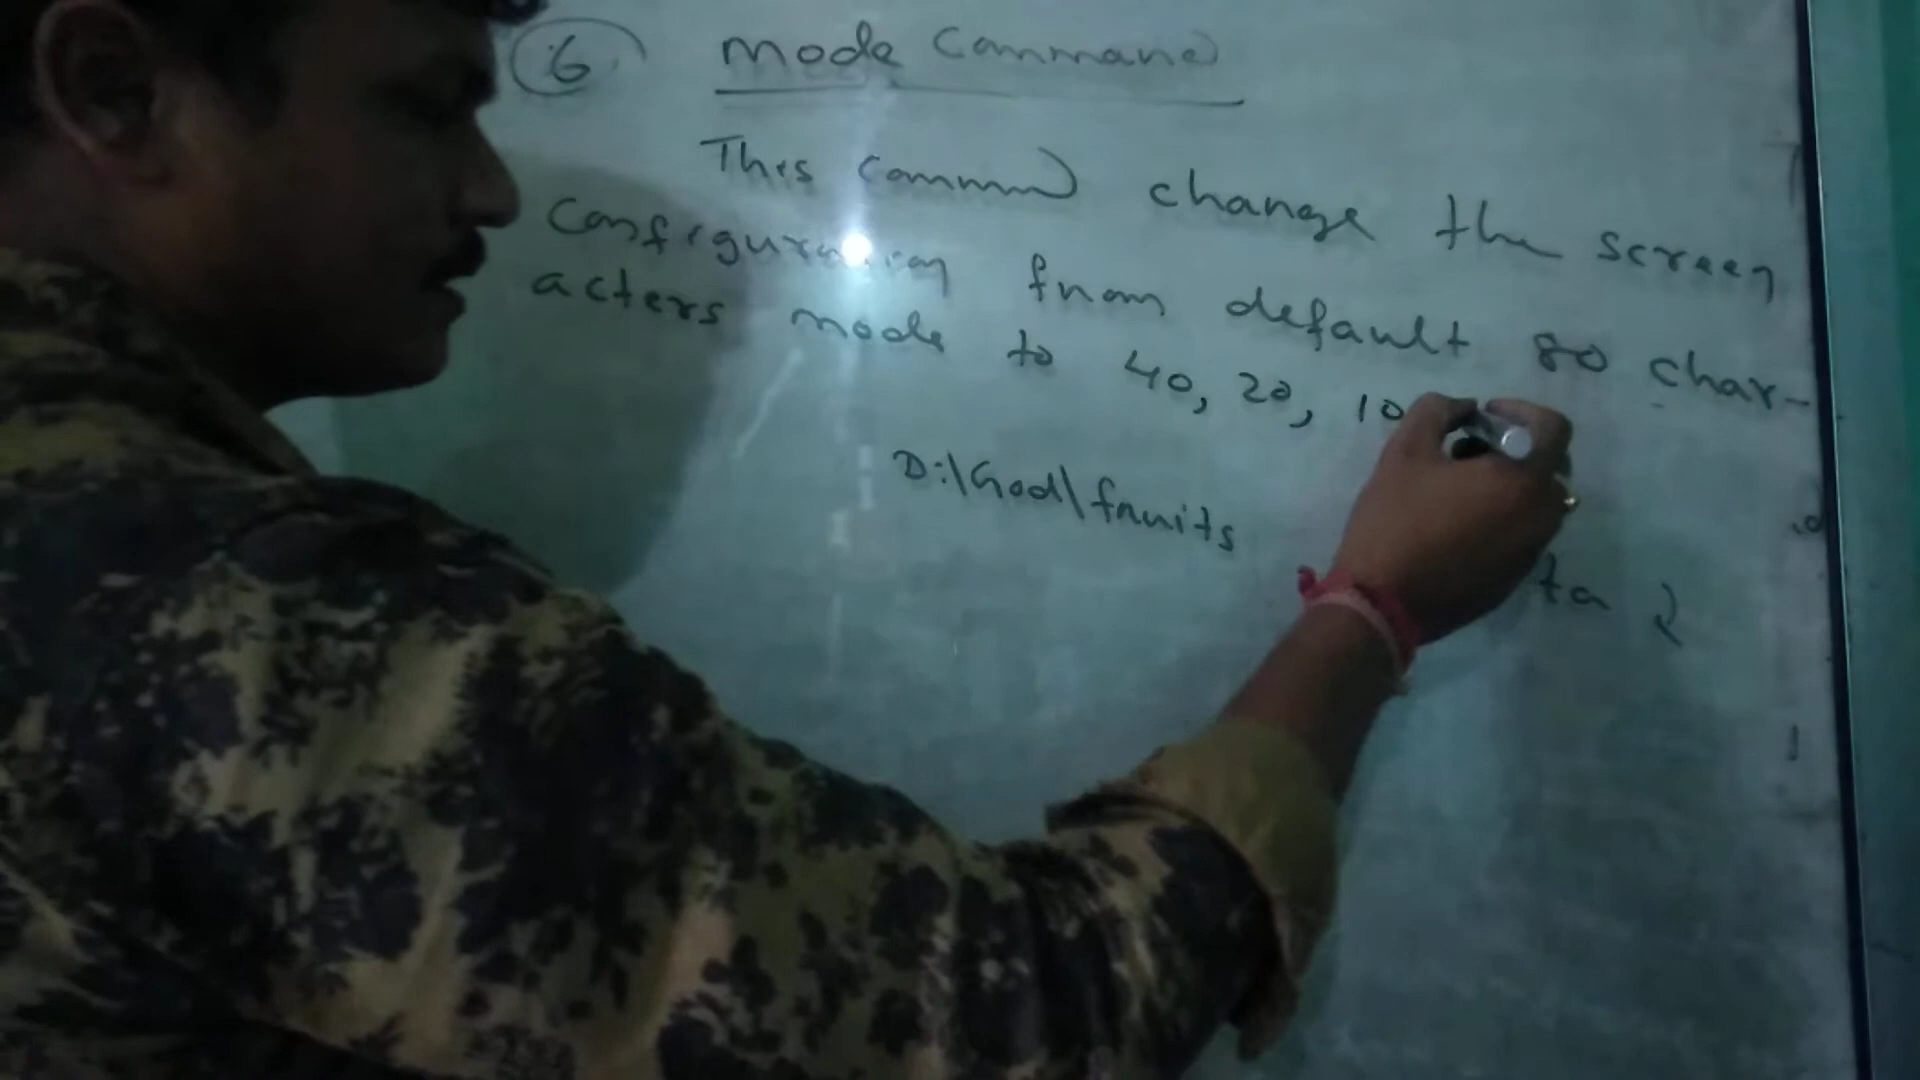 6 Mode Command
This Command change the screen
Configuration from default 80 char-
acters mode to 40, 20, 10
D:\God\fruits
ta